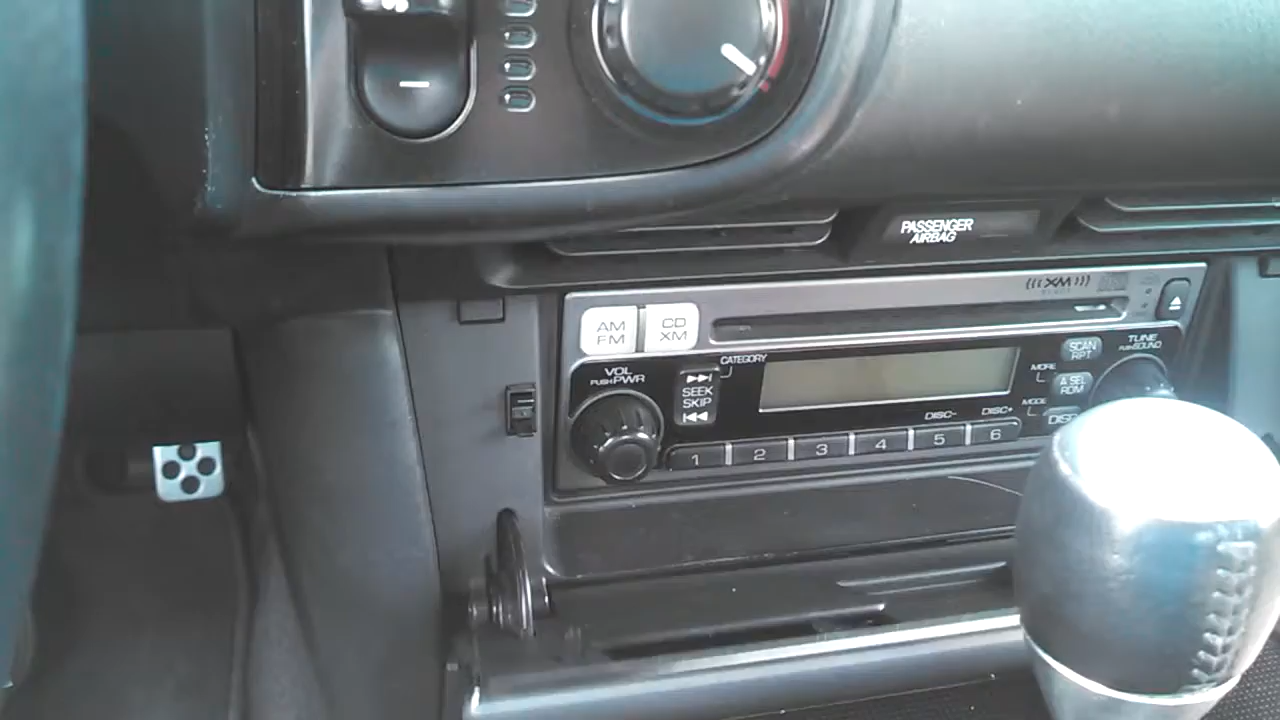 PASSENGER
AIRBAG
XM
AM
FM
CD
XM
CATEGORY
SCAN
RPT
TUNE
PUSH SOUND
VOL
PUSH PWR
SEEK
SKIP
MORE
A.SEL
RDM
MODE
DISP
DISC-
DISC+
1
2
3
4
5
6